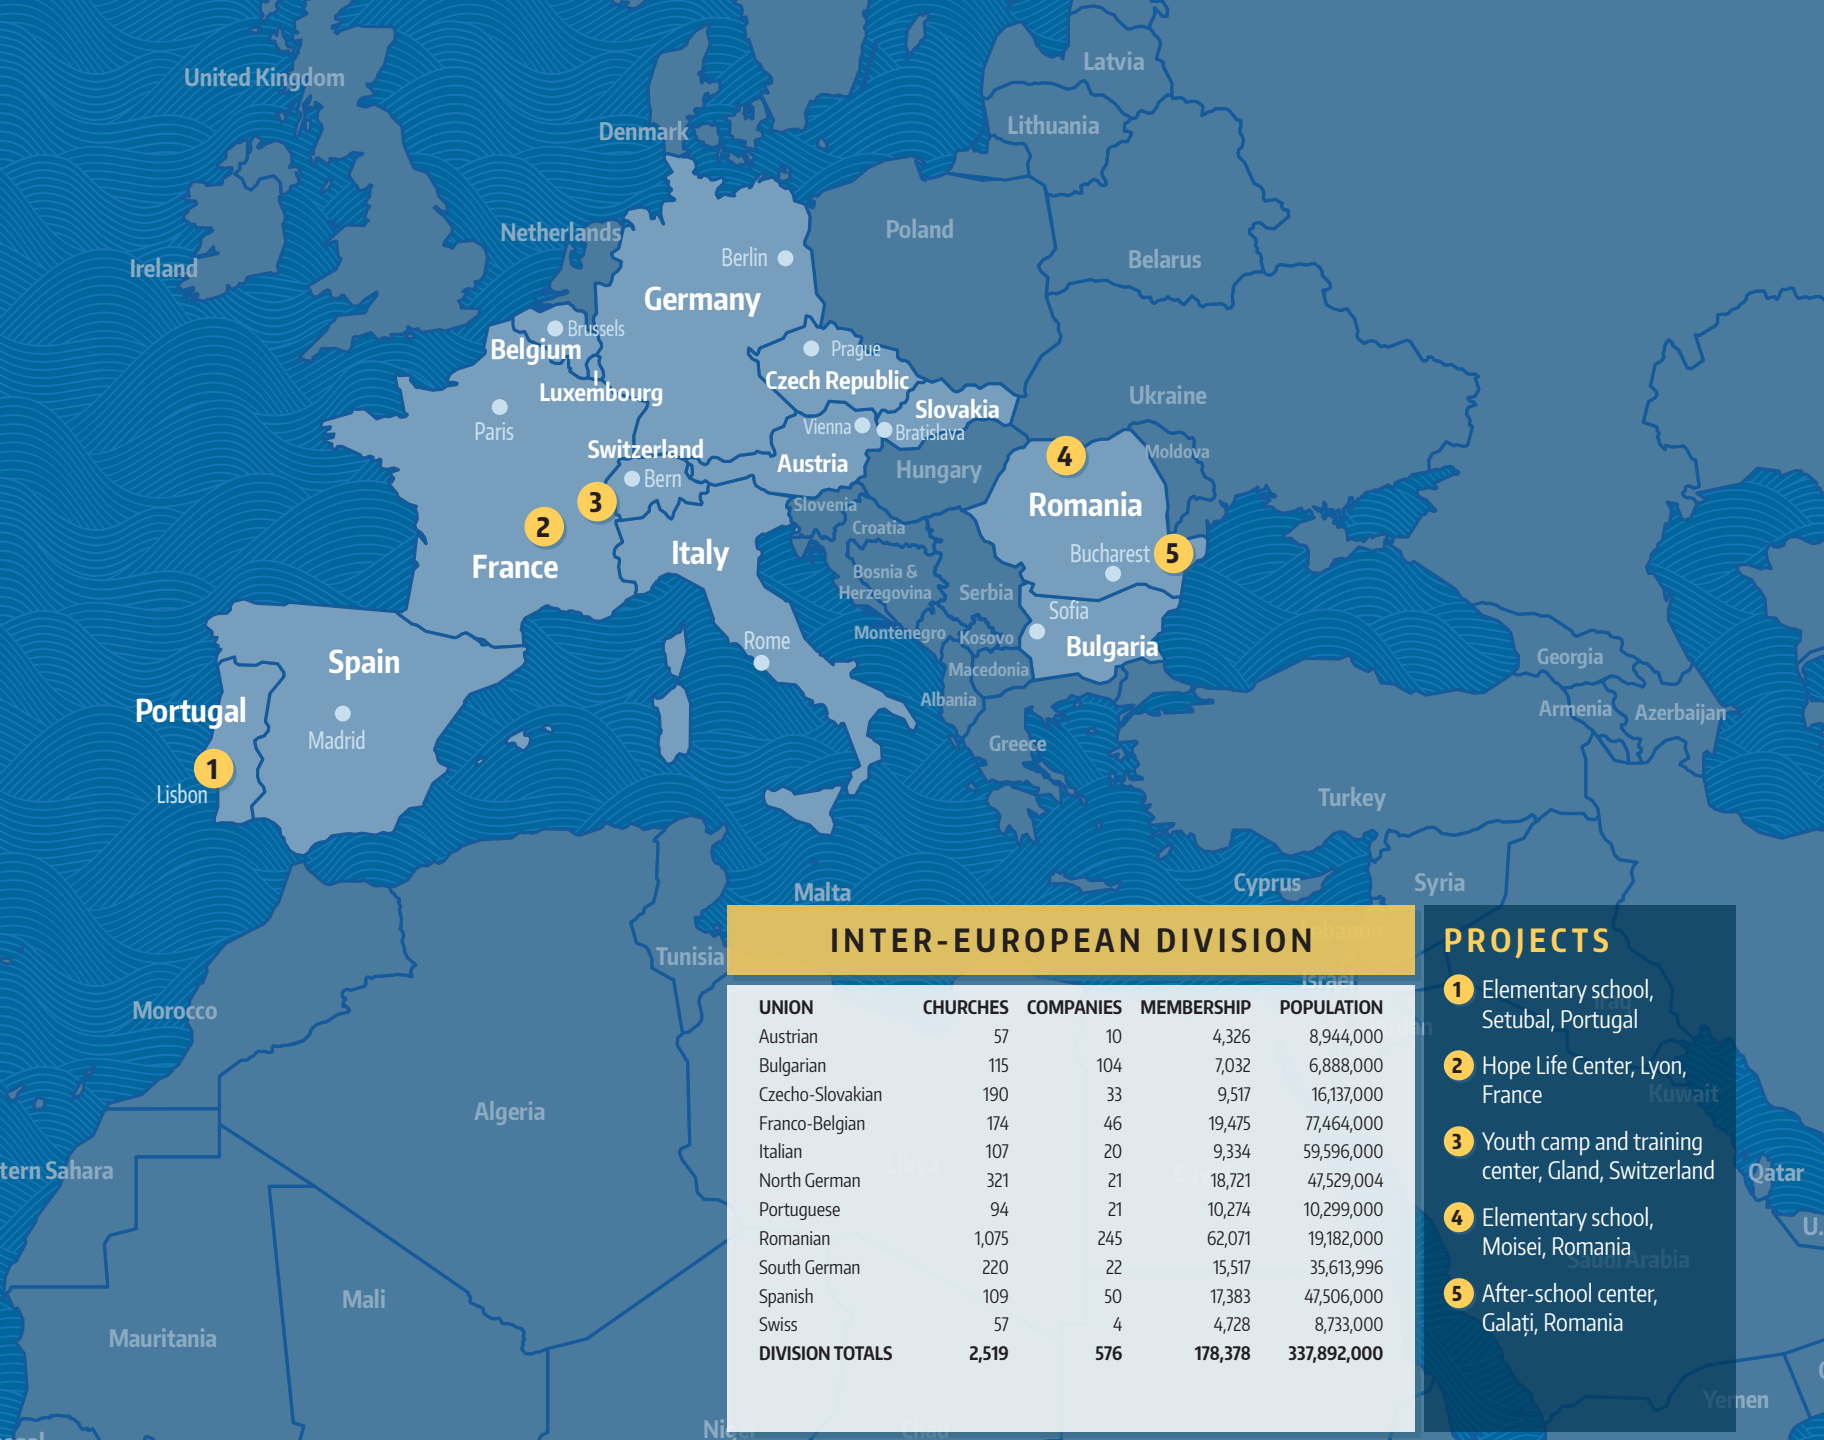 United Kingdom
Latvia
Lithuania
Denmark
Netherlands
Poland
Ireland
Belarus
Berlin
Germany
Brussels
Belgium
Prague
Czech Republic
Luxembourg
Ukraine
Slovakia
Paris
Vienna
Bratislava
Switzerland
Moldova
Austria
4
Hungary
Bern
3
Slovenia
Romania
2
Croatia
Italy
Bucharest
5
France
Bosnia &
Herzegovina
Serbia
Sofia
Montenegro
Kosovo
Rome
Bulgaria
Georgia
Spain
Macedonia
Albania
Portugal
Armenia
Azerbaijan
Madrid
Greece
1
Lisbon
Turkey
Malta
Cyprus
Syria
Lebanon
Tunisia
Israel
Morocco
Iraq
Algeria
Kuwait
tern Sahara
Libya
Qatar
U.
Saudi Arabia
Mali
Mauritania
Yemen
Niger
Chad
INTER-EUROPEAN DIVISION
UNION CHURCHES COMPANIES MEMBERSHIP POPULATION
Austrian 57 10 4,326 8,944,000
Bulgarian 115 104 7,032 6,888,000
Czecho-Slovakian 190 33 9,517 16,137,000
Franco-Belgian 174 46 19,475 77,464,000
Italian 107 20 9,334 59,596,000
North German 321 21 18,721 47,529,004
Portuguese 94 21 10,274 10,299,000
Romanian 1,075 245 62,071 19,182,000
South German 220 22 15,517 35,613,996
Spanish 109 50 17,383 47,506,000
Swiss 57 4 4,728 8,733,000
DIVISION TOTALS 2,519 576 178,378 337,892,000
PROJECTS
1 Elementary school,
Setubal, Portugal
2 Hope Life Center, Lyon,
France
3 Youth camp and training
center, Gland, Switzerland
4 Elementary school,
Moisei, Romania
5 After-school center,
Galați, Romania